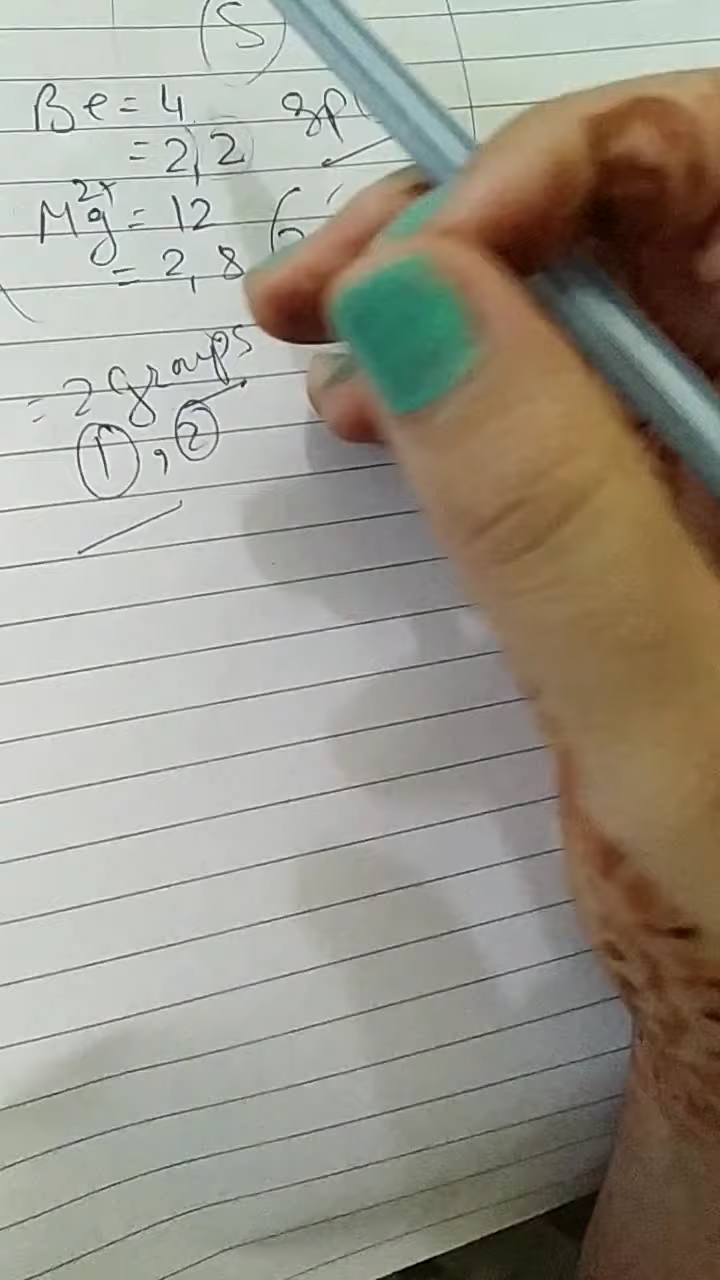 (S)
Be = 4
= 2, 2
Mg²⁺ = 12
= 2, 8
= 2 groups
①, ②